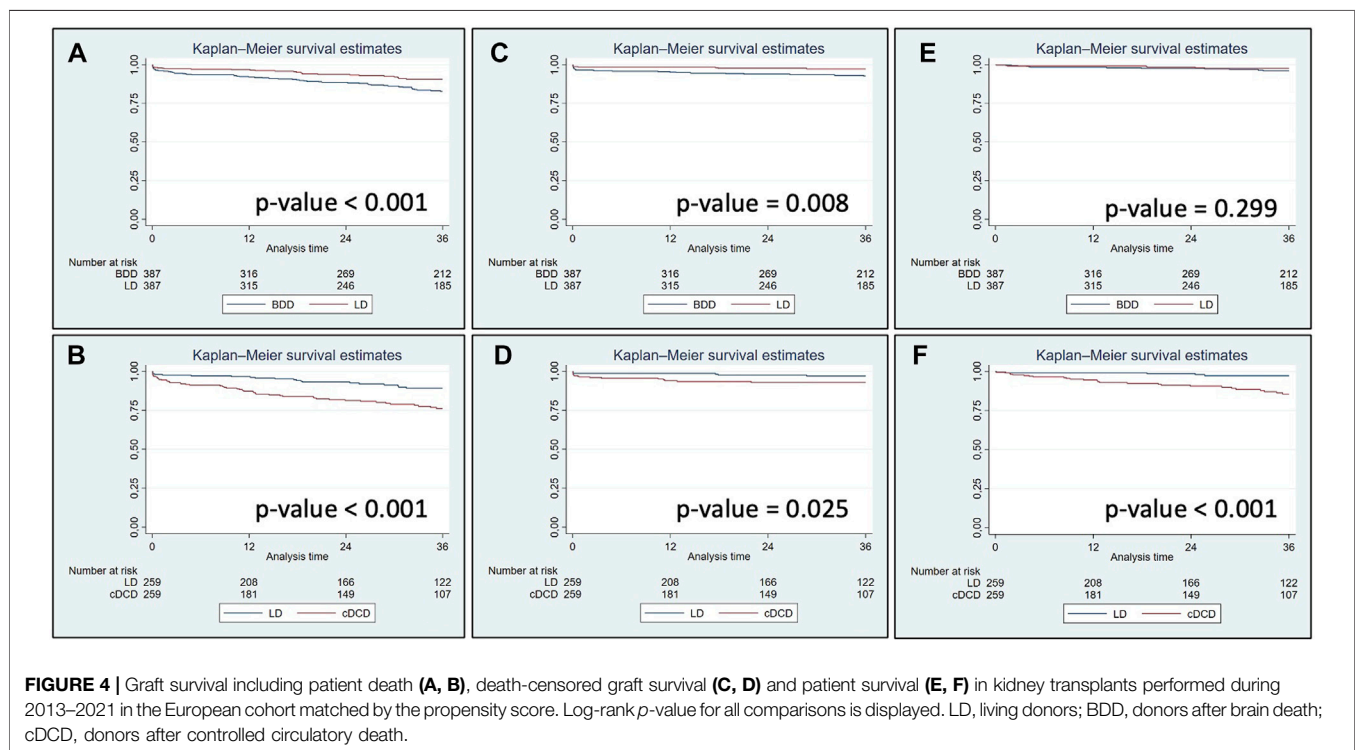 A
Kaplan–Meier survival estimates
1.00
0.75
0.50
0.25
0.00
p-value < 0.001
0 12 24 36
Analysis time
Number at risk
BDD 387 316 269 212
LD 387 315 246 185
BDD LD
C
Kaplan–Meier survival estimates
1.00
0.75
0.50
0.25
0.00
p-value = 0.008
0 12 24 36
Analysis time
Number at risk
BDD 387 316 269 212
LD 387 315 246 185
BDD LD
E
Kaplan–Meier survival estimates
1.00
0.75
0.50
0.25
0.00
p-value = 0.299
0 12 24 36
Analysis time
Number at risk
BDD 387 316 269 212
LD 387 315 246 185
BDD LD
B
Kaplan–Meier survival estimates
1.00
0.75
0.50
0.25
0.00
p-value < 0.001
0 12 24 36
Analysis time
Number at risk
LD 259 208 166 122
cDCD 259 181 149 107
LD cDCD
D
Kaplan–Meier survival estimates
1.00
0.75
0.50
0.25
0.00
p-value = 0.025
0 12 24 36
Analysis time
Number at risk
LD 259 208 166 122
cDCD 259 181 149 107
LD cDCD
F
Kaplan–Meier survival estimates
1.00
0.75
0.50
0.25
0.00
p-value < 0.001
0 12 24 36
Analysis time
Number at risk
LD 259 208 166 122
cDCD 259 181 149 107
LD cDCD
FIGURE 4 | Graft survival including patient death (A, B), death-censored graft survival (C, D) and patient survival (E, F) in kidney transplants performed during
2013–2021 in the European cohort matched by the propensity score. Log-rank p-value for all comparisons is displayed. LD, living donors; BDD, donors after brain death;
cDCD, donors after controlled circulatory death.